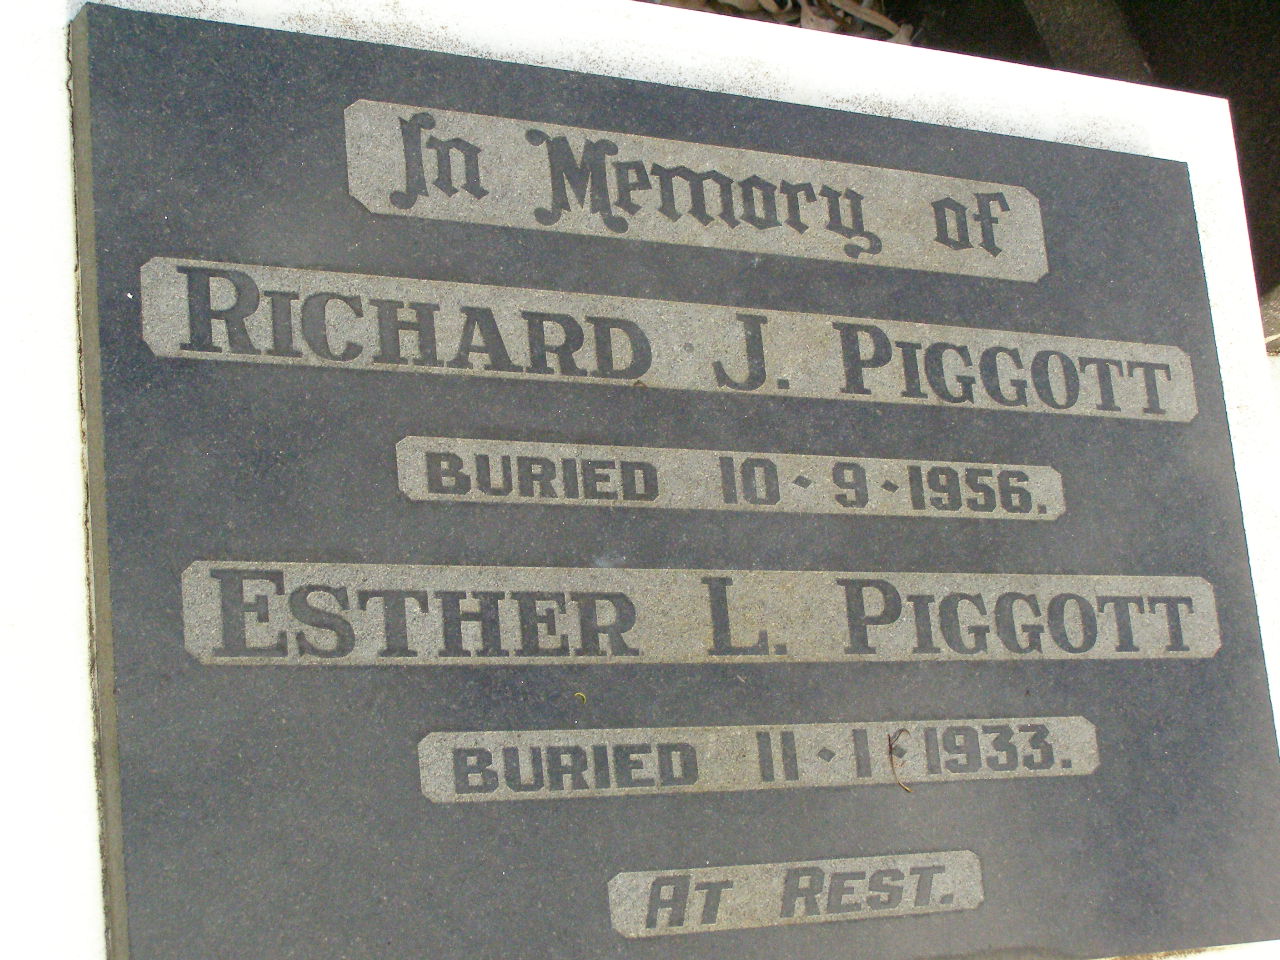 In Memory of
RICHARD J. PIGGOTT
BURIED 10·9·1956.
ESTHER L. PIGGOTT
BURIED 11·1·1933.
AT REST.